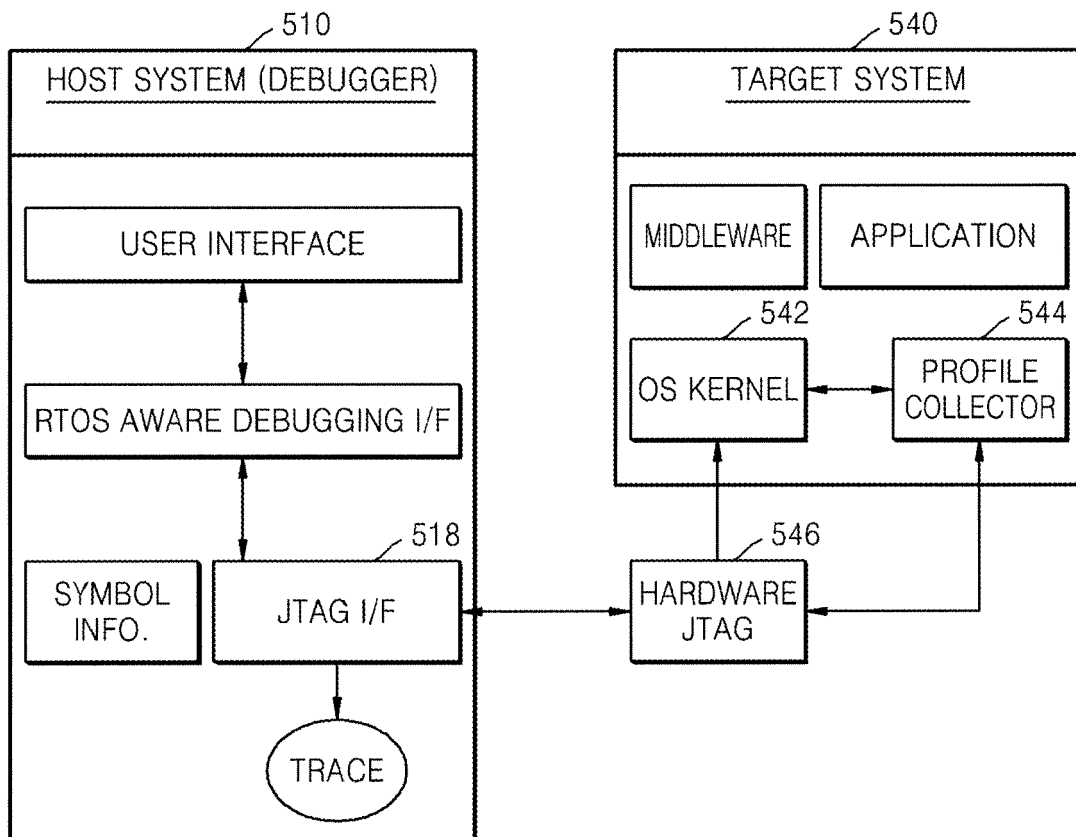 510
HOST SYSTEM (DEBUGGER)
USER INTERFACE
RTOS AWARE DEBUGGING I/F
SYMBOL
INFO.
518
JTAG I/F
TRACE
540
TARGET SYSTEM
MIDDLEWARE
APPLICATION
542
OS KERNEL
544
PROFILE
COLLECTOR
546
HARDWARE
JTAG